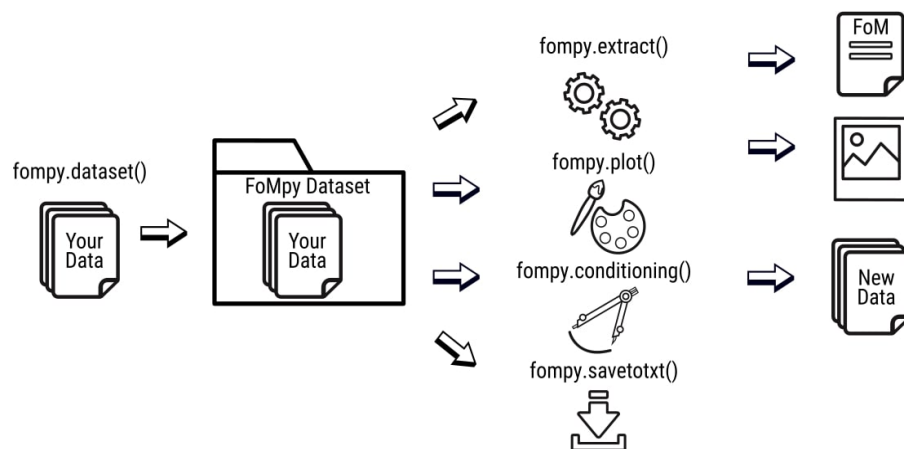 fompy.dataset()
Your
Data
FoMpy Dataset
Your
Data
fompy.extract()
fompy.plot()
fompy.conditioning()
fompy.savetotxt()
FoM
New
Data